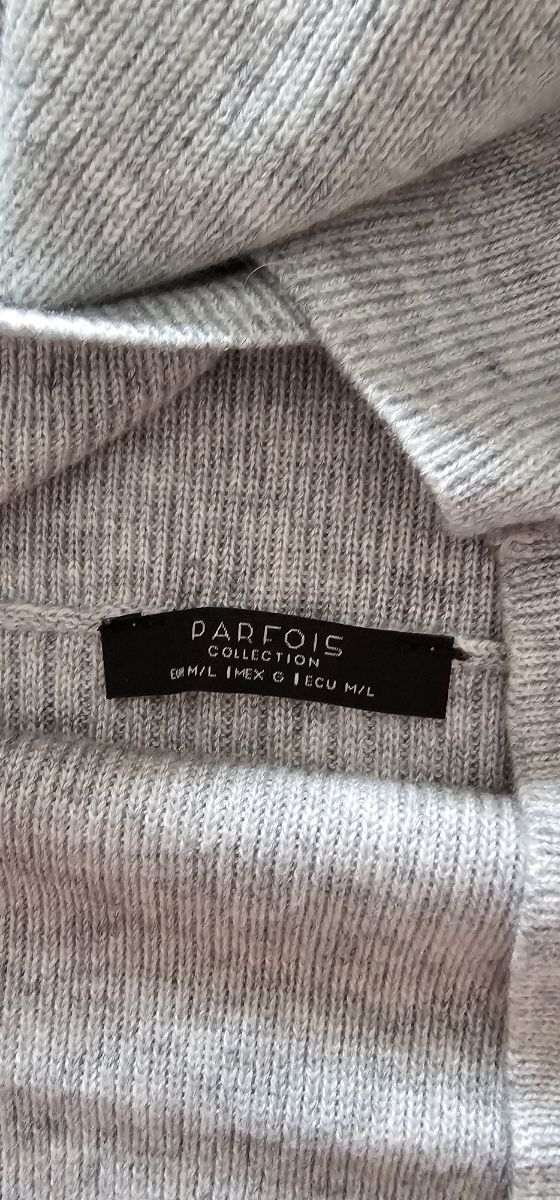 PARFOIS
COLLECTION
EUR M/L | MEX G | ECU M/L